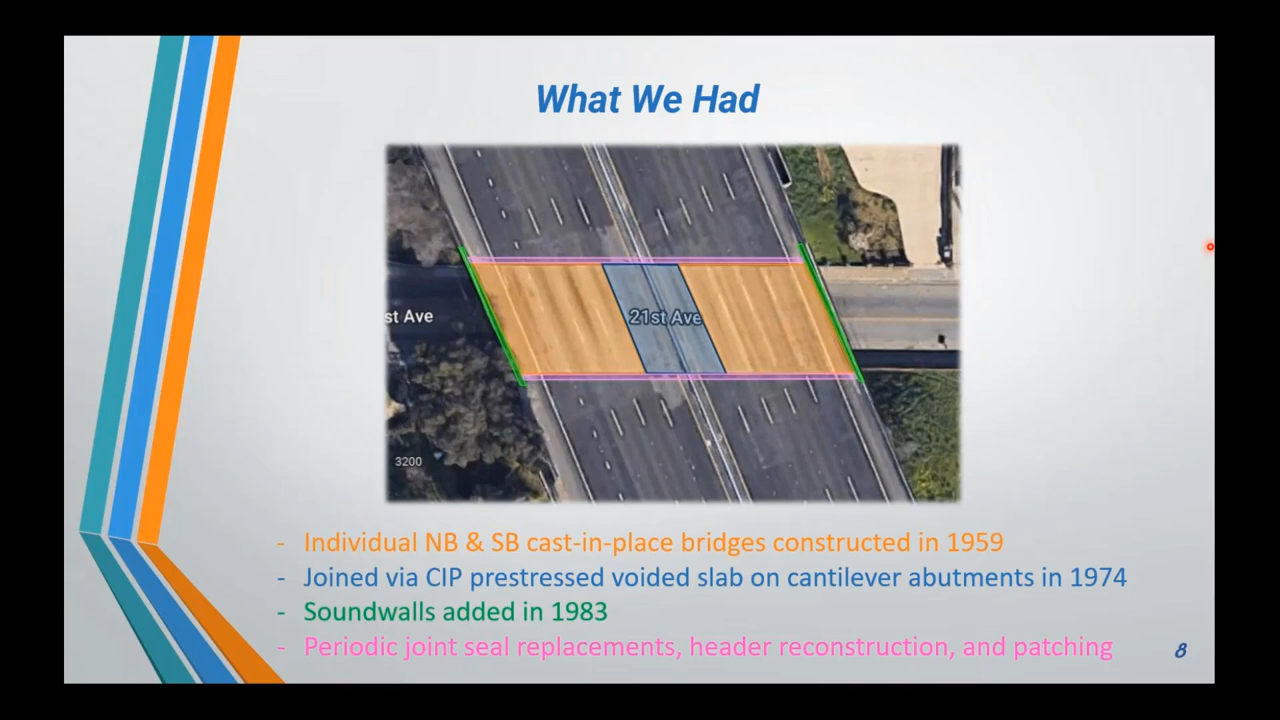 What We Had
st Ave
21st Ave
3200
- Individual NB & SB cast-in-place bridges constructed in 1959
- Joined via CIP prestressed voided slab on cantilever abutments in 1974
- Soundwalls added in 1983
- Periodic joint seal replacements, header reconstruction, and patching
8